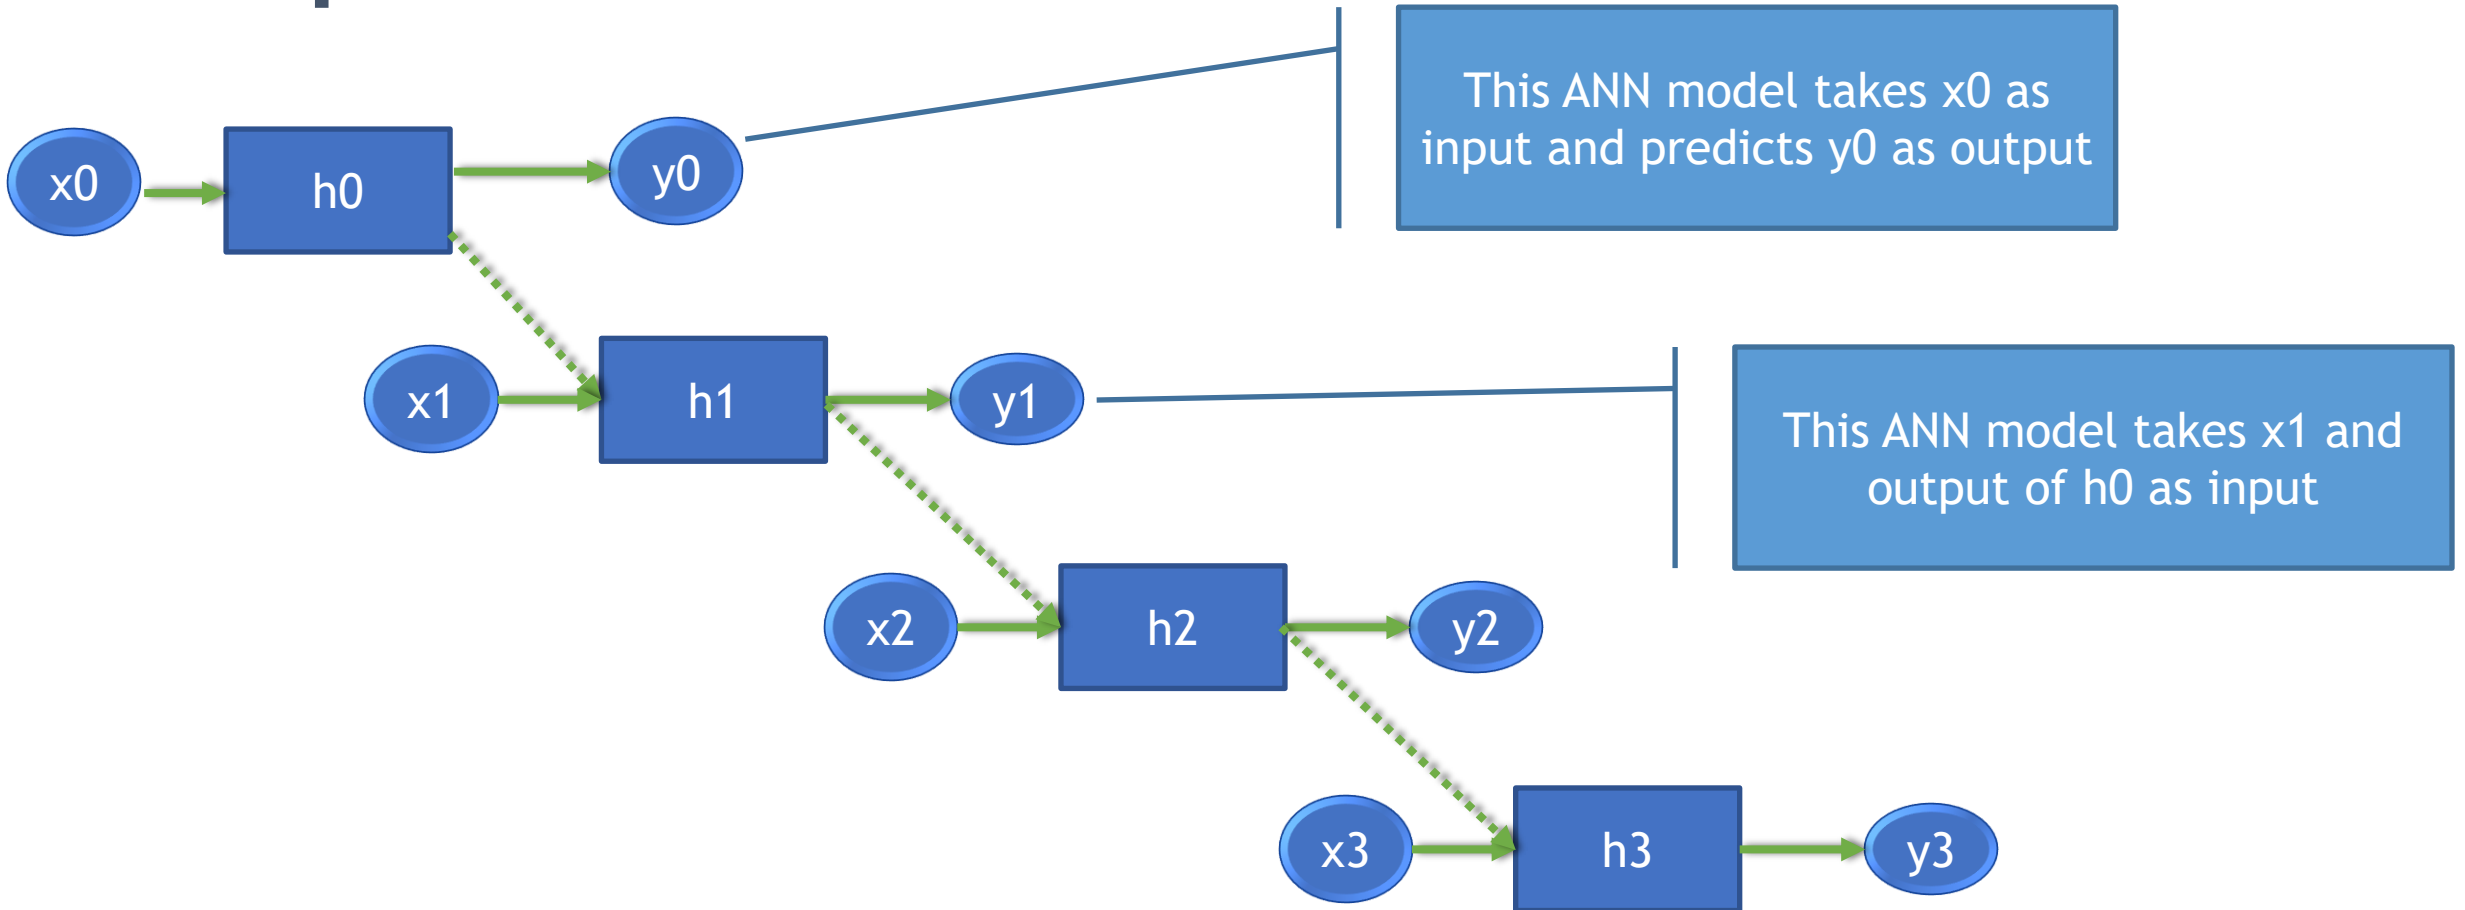 This ANN model takes x0 as
input and predicts y0 as output
x0
h0
y0
x1
h1
y1
This ANN model takes x1 and
output of h0 as input
x2
h2
y2
x3
h3
y3